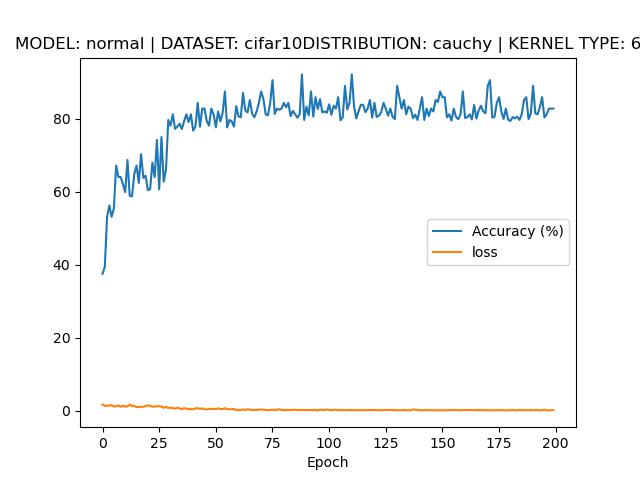 MODEL: normal | DATASET: cifar10DISTRIBUTION: cauchy | KERNEL TYPE: 6
80
60
40
20
0
Accuracy (%)
loss
0 25 50 75 100 125 150 175 200
Epoch